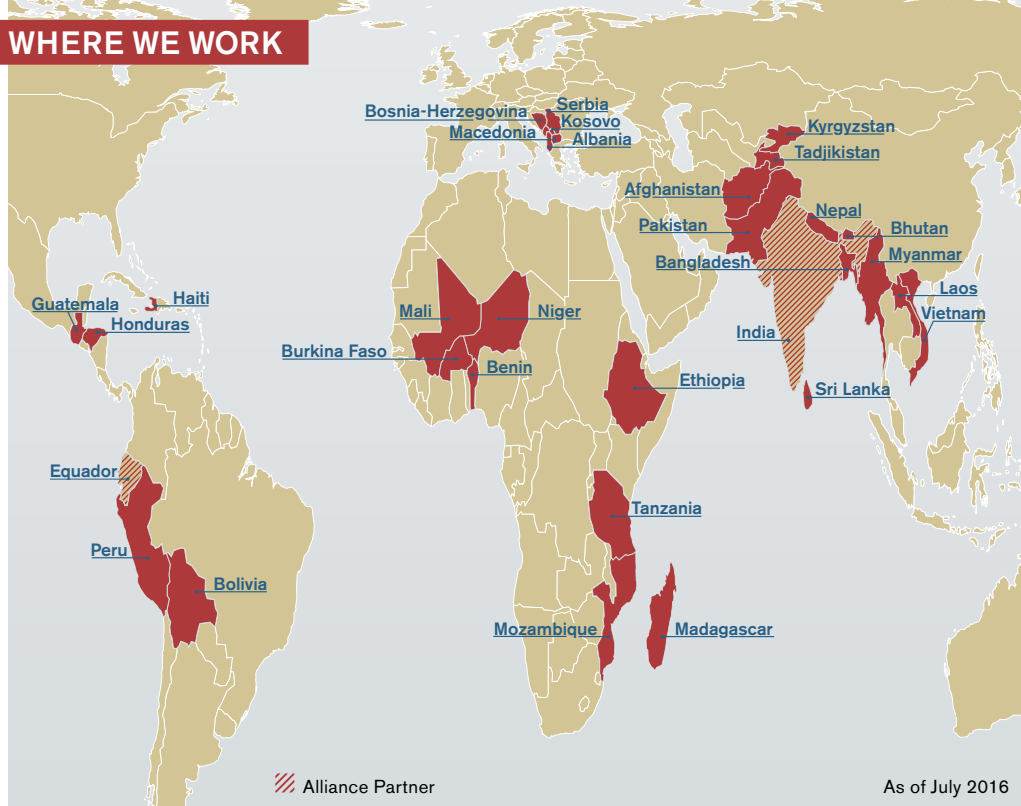 WHERE WE WORK
Serbia
Bosnia-Herzegovina
Kosovo
Macedonia
Albania
Kyrgyzstan
Tadjikistan
Afghanistan
Nepal
Pakistan
Bhutan
Myanmar
Bangladesh
Laos
Guatemala
Haiti
Honduras
Mali
Niger
Vietnam
India
Burkina Faso
Benin
Ethiopia
Sri Lanka
Equador
Tanzania
Peru
Bolivia
Mozambique
Madagascar
Alliance Partner
As of July 2016